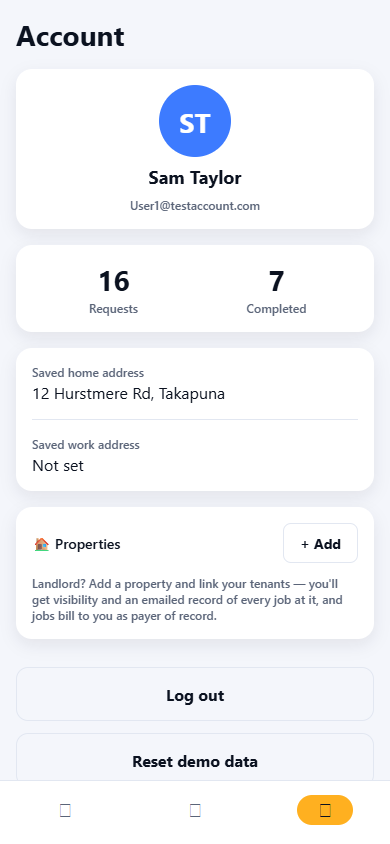 Account
ST
Sam Taylor
User1@testaccount.com
16
Requests
7
Completed
Saved home address
12 Hurstmere Rd, Takapuna
Saved work address
Not set
Properties
+ Add
Landlord? Add a property and link your tenants — you'll
get visibility and an emailed record of every job at it, and
jobs bill to you as payer of record.
Log out
Reset demo data